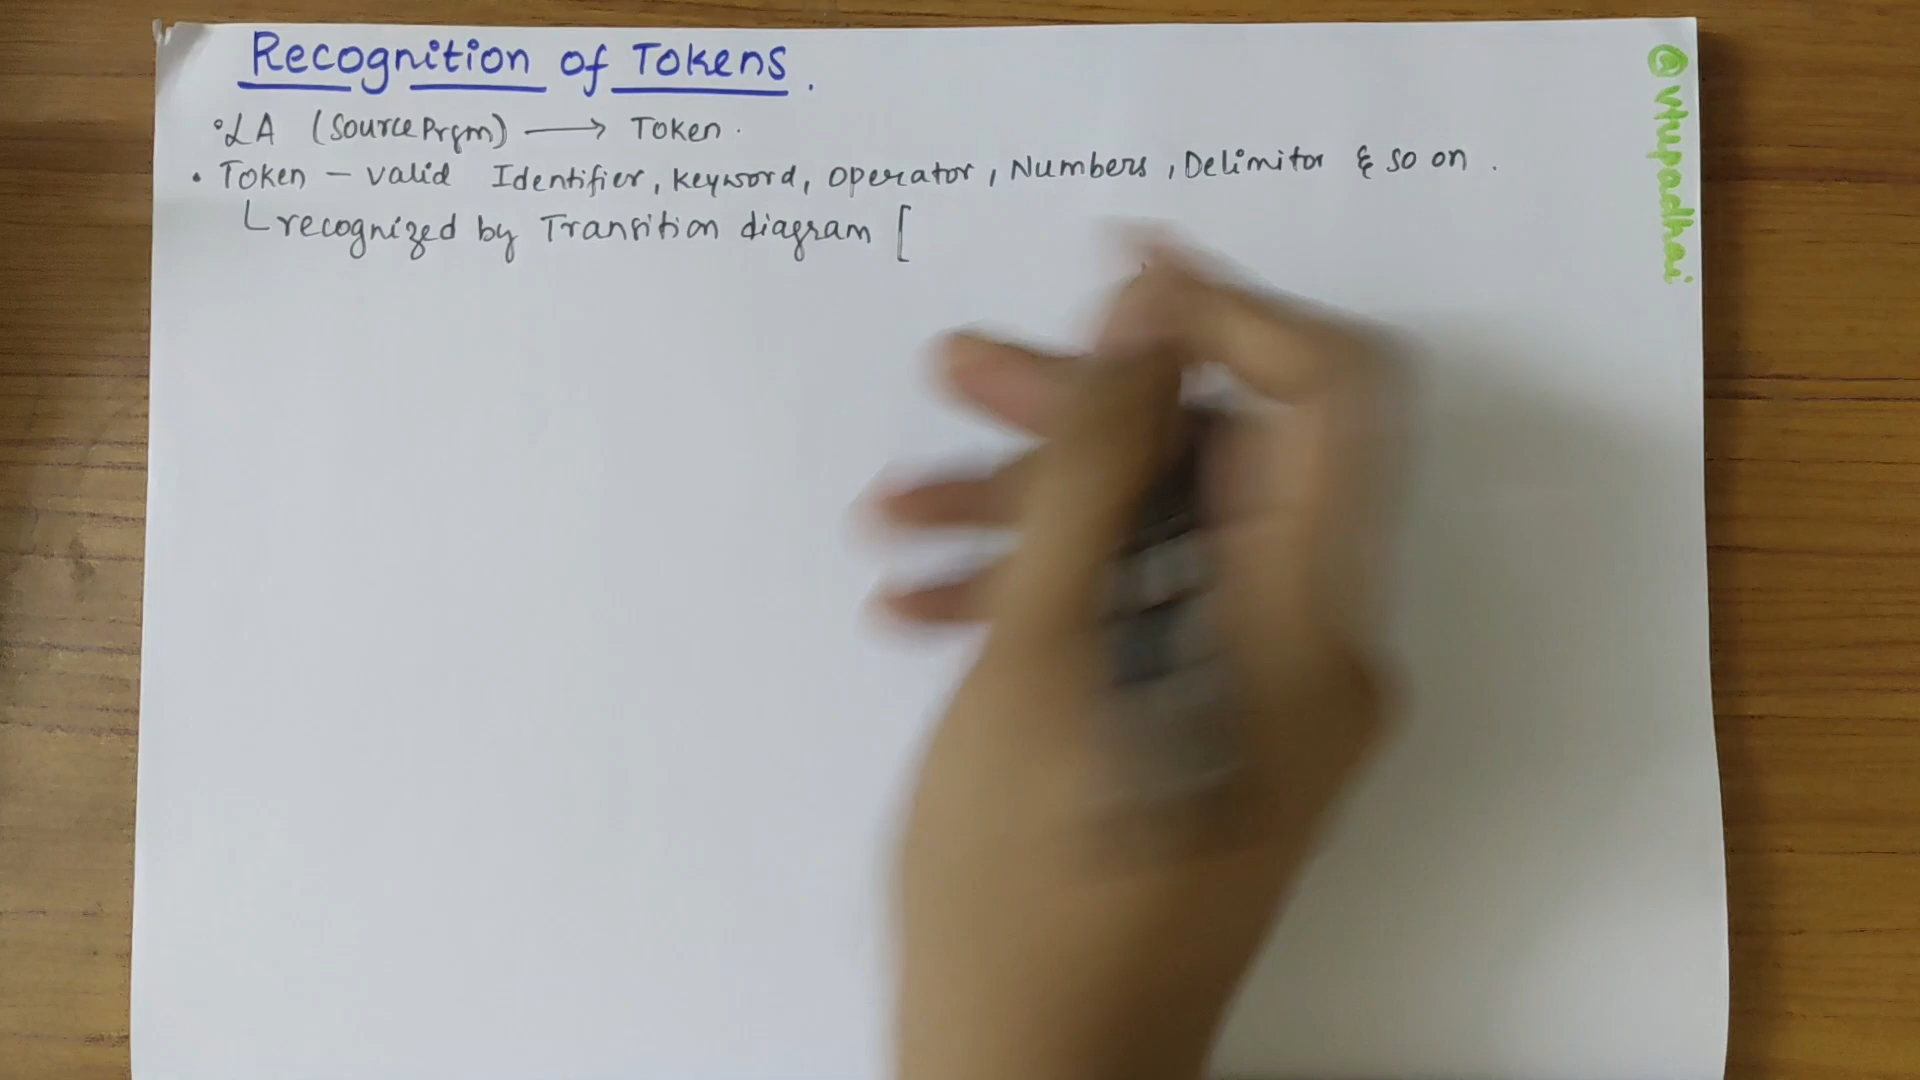 Recognition of Tokens.
• LA (Source Prgm) ⟶ Token.
• Token – valid Identifier, Keyword, Operator, Numbers, Delimitor & so on.
└ recognized by Transition diagram [
@vtupadhai